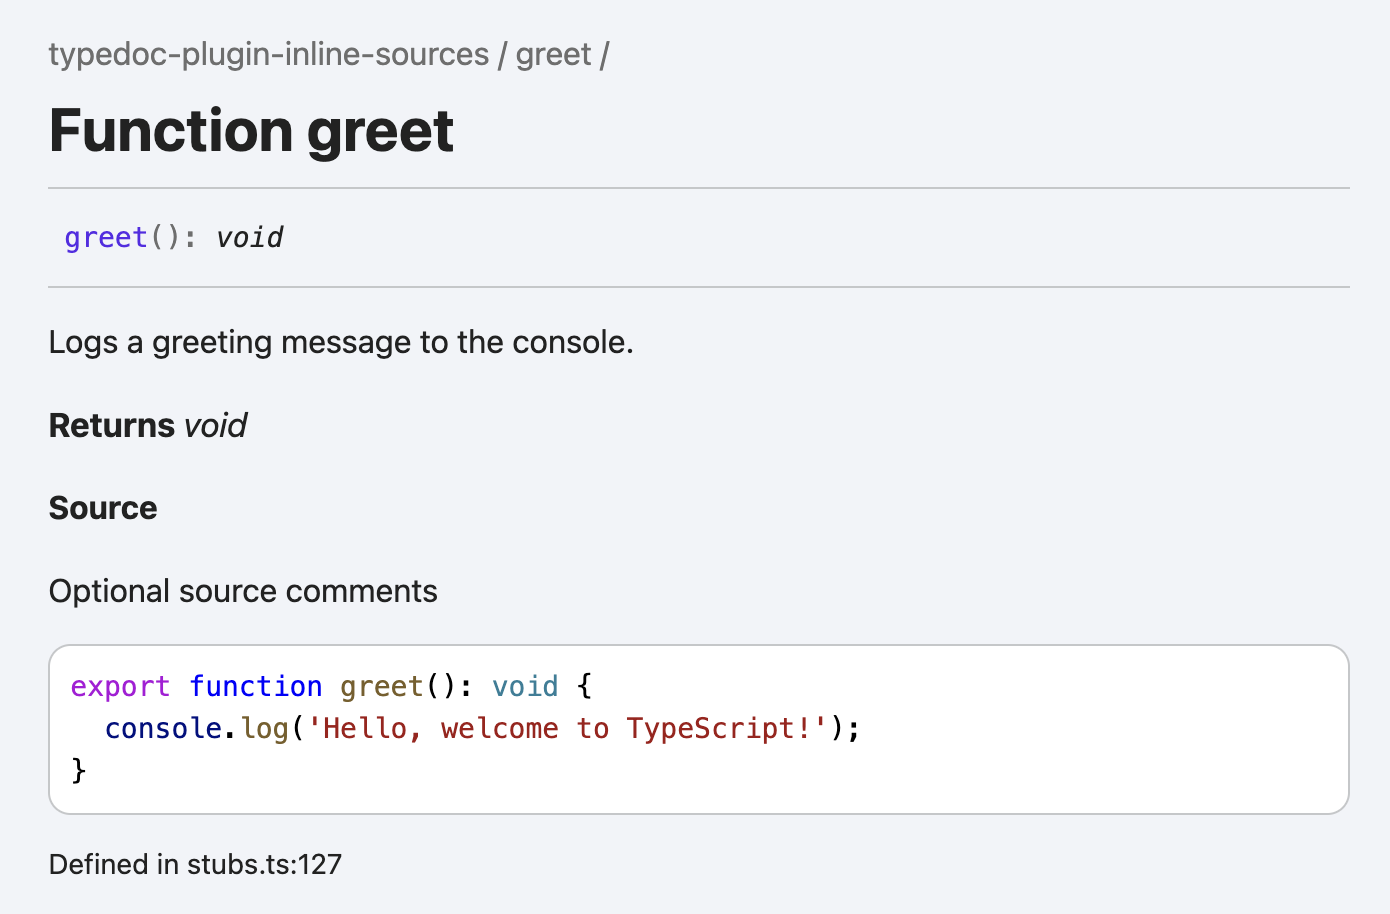 typedoc-plugin-inline-sources / greet /
Function greet
greet(): void
Logs a greeting message to the console.
Returns void
Source
Optional source comments
export function greet(): void {
  console.log('Hello, welcome to TypeScript!');
}
Defined in stubs.ts:127